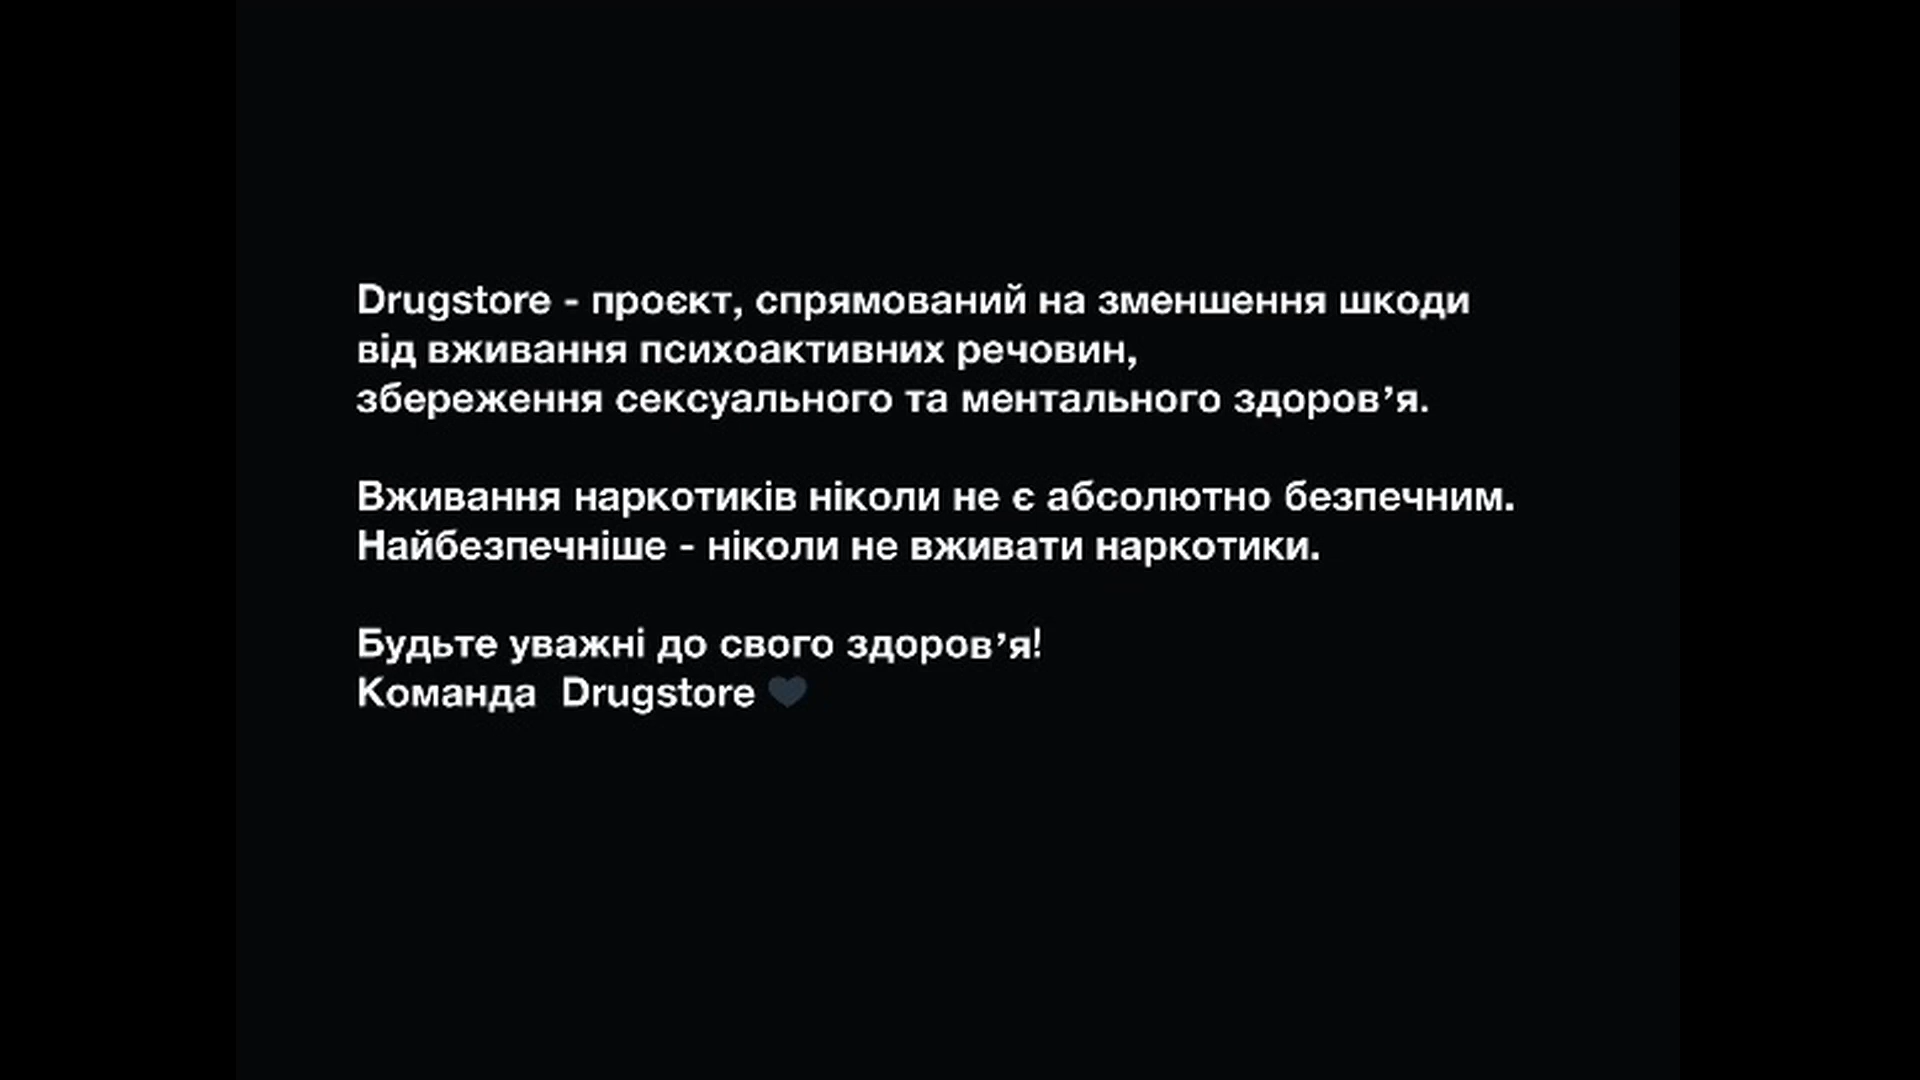 Drugstore - проєкт, спрямований на зменшення шкоди
від вживання психоактивних речовин,
збереження сексуального та ментального здоров’я.
Вживання наркотиків ніколи не є абсолютно безпечним.
Найбезпечніше - ніколи не вживати наркотики.
Будьте уважні до свого здоров’я!
Команда  Drugstore 🖤